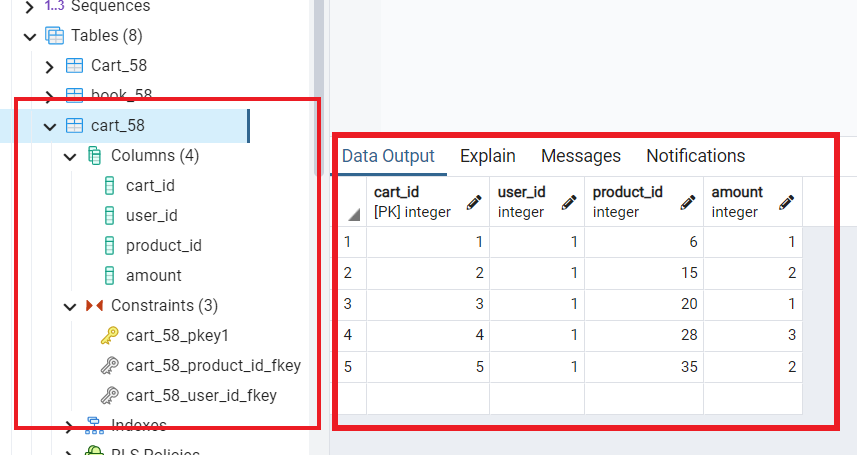 1..3 Sequences
Tables (8)
Cart_58
book_58
cart_58
Columns (4)
cart_id
user_id
product_id
amount
Constraints (3)
cart_58_pkey1
cart_58_product_id_fkey
cart_58_user_id_fkey
Indexes
RLS Policies
Data Output Explain Messages Notifications
cart_id user_id product_id amount
[PK] integer integer integer integer
1 1 1 6 1
2 2 1 15 2
3 3 1 20 1
4 4 1 28 3
5 5 1 35 2